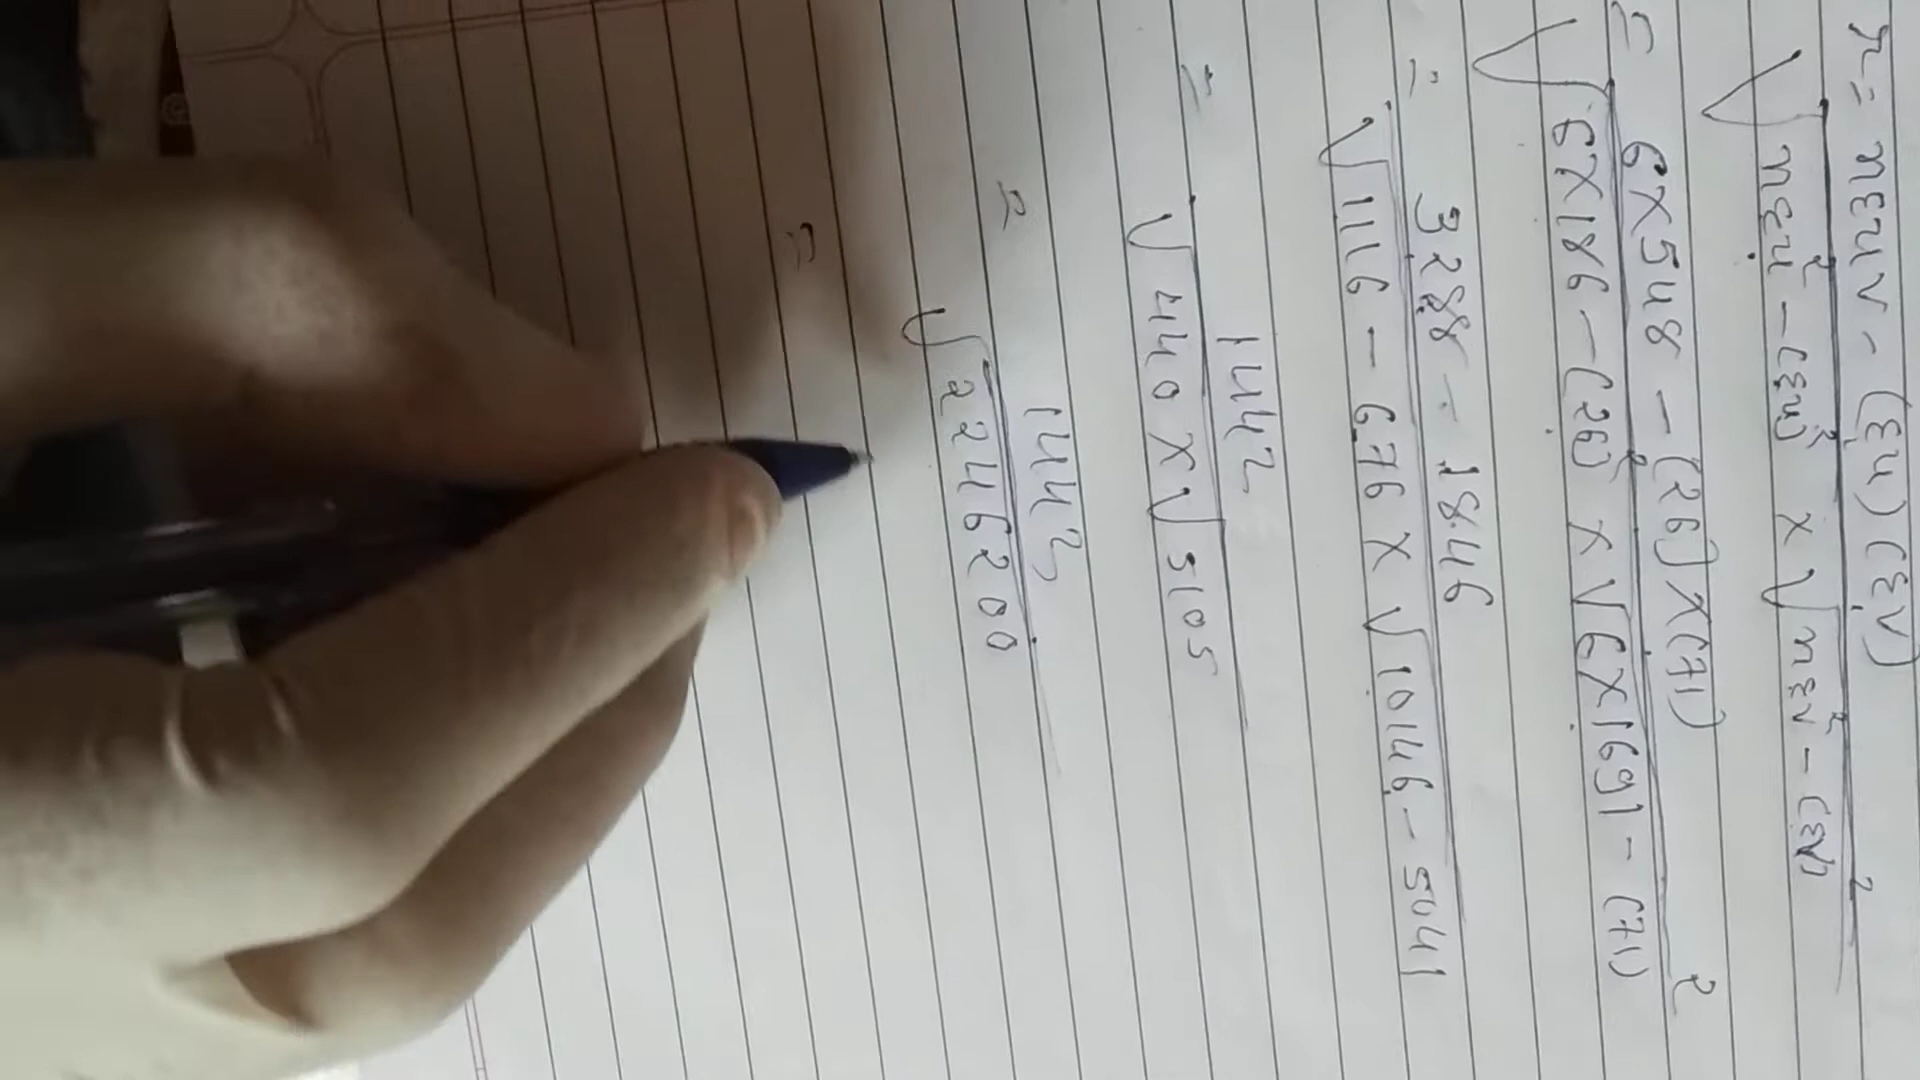 r = nΣuv - (Σu)(Σv)
√nΣu² - (Σu)² × √nΣv² - (Σv)²
= 6×548 - (26)×(71)
√6×186 - (26)² × √6×1691 - (71)²
= 3288 - 1846
√1116 - 676 × √10146 - 5041
= 1442
√440 × √5105
= 1442
√2246200
=